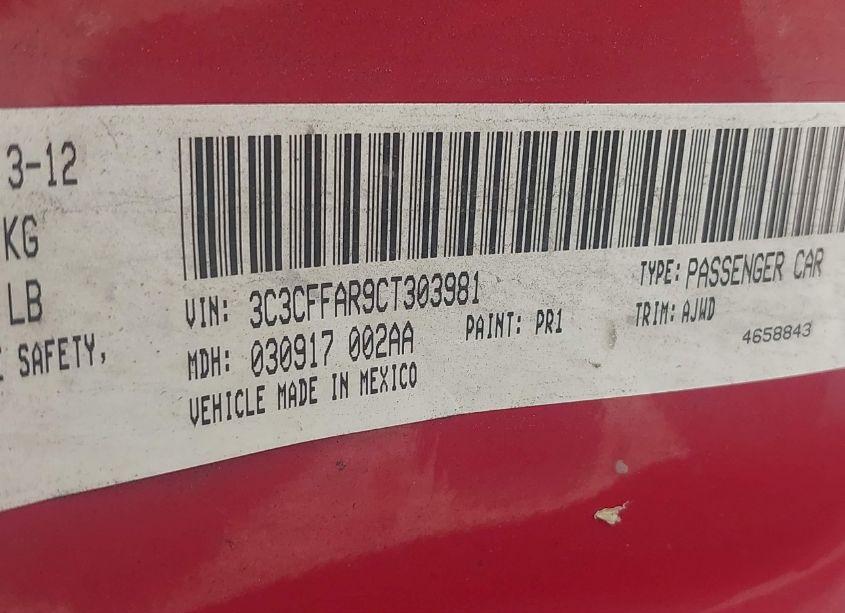 3-12
KG
LB
SAFETY,
VIN: 3C3CFFAR9CT303981
TYPE: PASSENGER CAR
MDH: 030917 002AA
PAINT: PR1
TRIM: AJWD
4658843
VEHICLE MADE IN MEXICO